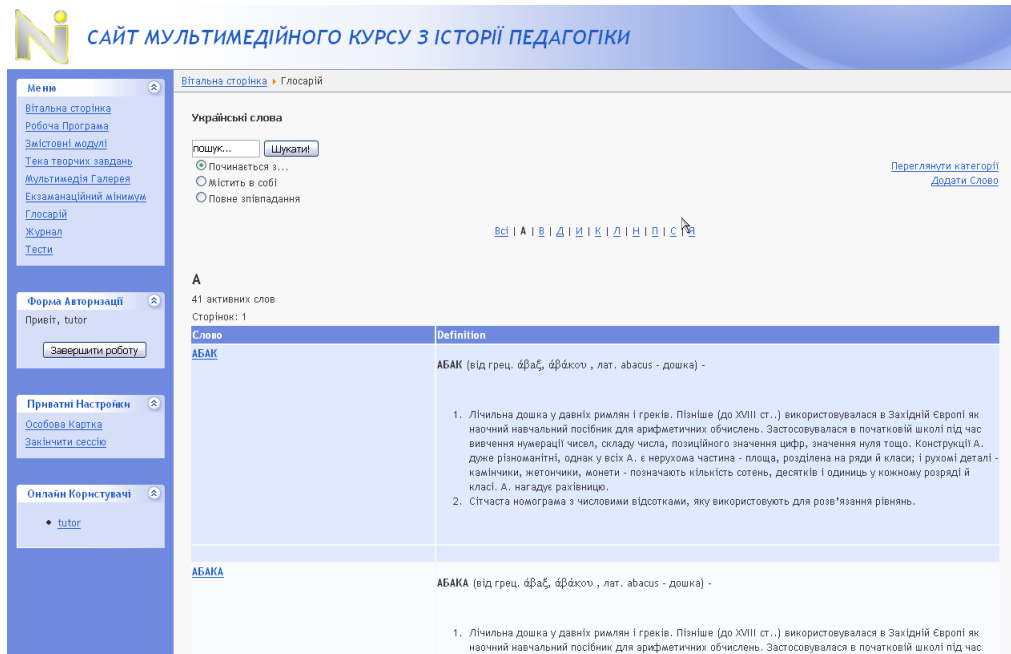 САЙТ МУЛЬТИМЕДІЙНОГО КУРСУ З ІСТОРІЇ ПЕДАГОГІКИ
Меню
Вітальна сторінка
Робоча Програма
Змістовні модулі
Тека творчих завдань
Мультимедія Галерея
Екзаманаційний мінімум
Глосарій
Журнал
Тести
Форма Авторизації
Привіт, tutor
Завершити роботу
Приватні Настройки
Особова Картка
Закінчити сессію
Онлайн Користувачі
tutor
Вітальна сторінка Глосарій
Українські слова
пошук... Шукати!
Починається з...
Містить в собі
Повне зпівпадання
Переглянути категорії
Додати Слово
Всі | А | В | Д | И | К | Л | Н | П | С | Я
А
41 активних слов
Сторінок: 1
Слово Definition
АБАК
АБАК (від грец. άβαξ, άβάκου , лат. abacus - дошка) -
1. Лічильна дошка у давніх римлян і греків. Пізніше (до XVIII ст..) використовувалася в Західній Європі як
наочний навчальний посібник для арифметичних обчислень. Застосовувалася в початковій школі під час
вивчення нумерації чисел, складу числа, позиційного значення цифр, значення нуля тощо. Конструкції А.
дуже різноманітні, однак у всіх А. є нерухома частина - площа, розділена на ряди й класи; і рухомі деталі -
камінчики, жетончики, монети - позначають кількість сотень, десятків і одиниць у кожному розряді й
класі. А. нагадує рахівницю.
2. Сітчаста номограма з числовими відсотками, яку використовують для розв’язання рівнянь.
АБАКА
АБАКА (від грец. άβαξ, άβάκου , лат. abacus - дошка) -
1. Лічильна дошка у давніх римлян і греків. Пізніше (до XVIII ст..) використовувалася в Західній Європі як
наочний навчальний посібник для арифметичних обчислень. Застосовувалася в початковій школі під час